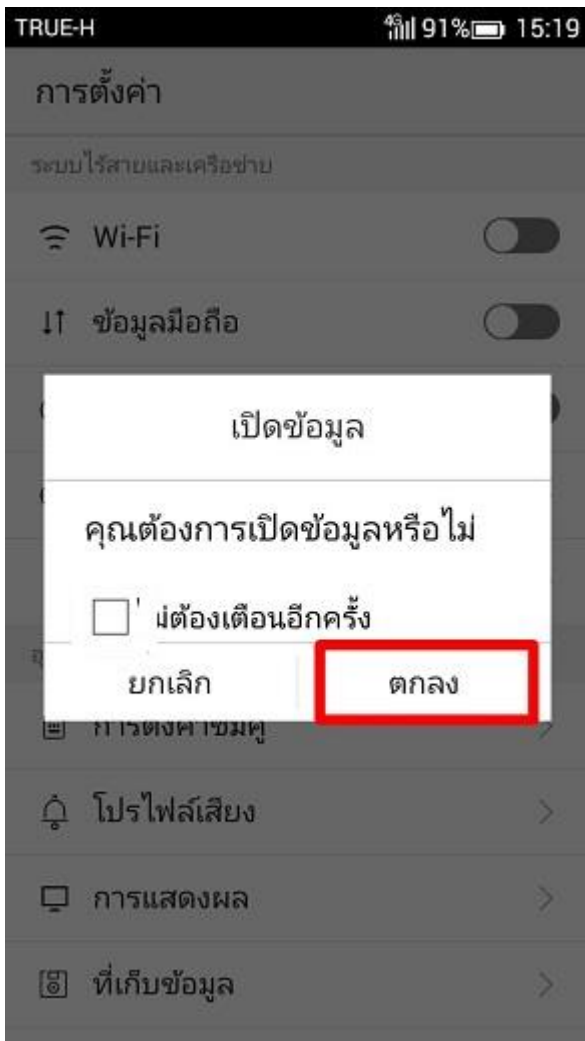 TRUE-H 4G 91% 15:19
การตั้งค่า
ระบบไร้สายและเครือข่าย
Wi-Fi
ข้อมูลมือถือ
เปิดข้อมูล
คุณต้องการเปิดข้อมูลหรือไม่
ม่ต้องเตือนอีกครั้ง
ยกเลิก ตกลง
โปรไฟล์เสียง
การแสดงผล
ที่เก็บข้อมูล